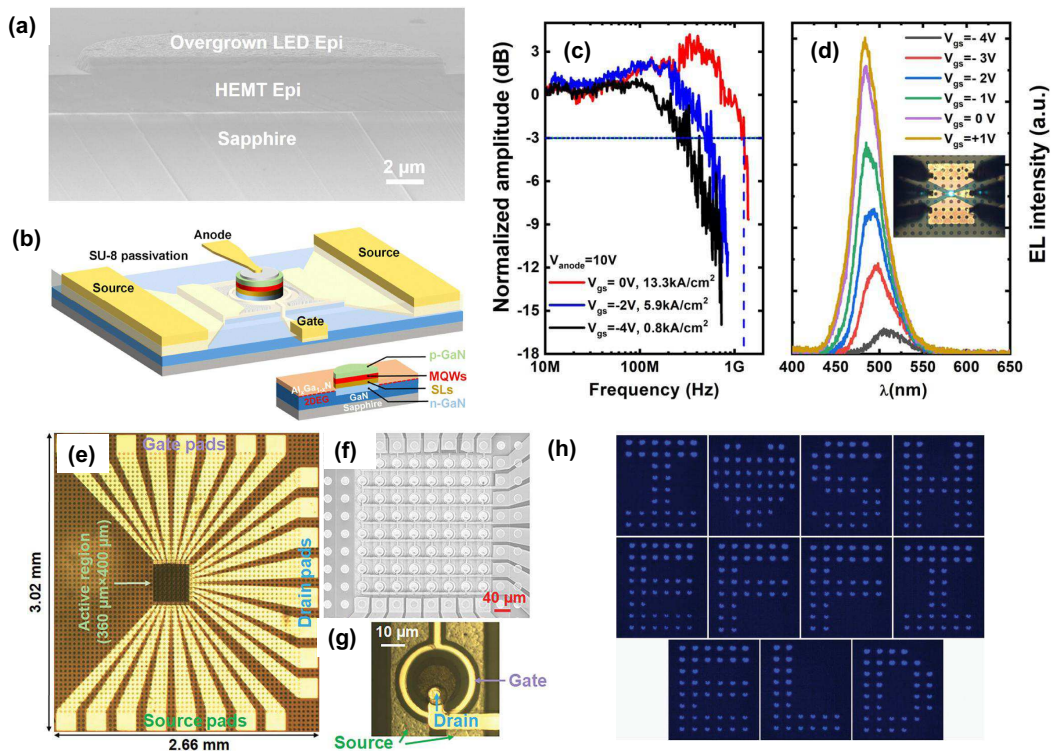 (a)
Overgrown LED Epi
HEMT Epi
Sapphire
2 µm
(b)
Anode
SU-8 passivation
Source
Source
Gate
p-GaN
MQWs
SLs
n-GaN
AlₓGa₁₋ₓN
2DEG
GaN
Sapphire
(c)
Normalized amplitude (dB)
3
0
-3
-6
-9
-12
-15
-18
V_anode=10V
V_gs= 0V, 13.3kA/cm²
V_gs=-2V, 5.9kA/cm²
V_gs=-4V, 0.8kA/cm²
10M 100M 1G
Frequency (Hz)
(d)
V_gs=- 4V
V_gs=- 3V
V_gs=- 2V
V_gs=- 1V
V_gs= 0 V
V_gs=+1V
EL intensity (a.u.)
400 450 500 550 600 650
λ(nm)
(e)
Gate pads
Active region
(360 µm×400 µm)
Drain pads
Source pads
3.02 mm
2.66 mm
(f)
40 µm
(g)
10 µm
Gate
Drain
Source
(h)
I
F
A
E
F
I
E
L